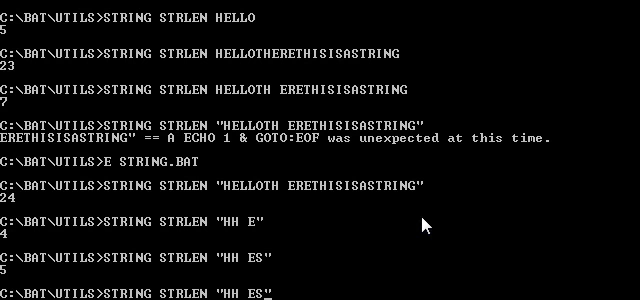 C:\BAT\UTILS>STRING STRLEN HELLO
5
C:\BAT\UTILS>STRING STRLEN HELLOTHERETHISISASTRING
23
C:\BAT\UTILS>STRING STRLEN HELLOTH ERETHISISASTRING
7
C:\BAT\UTILS>STRING STRLEN "HELLOTH ERETHISISASTRING"
ERETHISISASTRING" == A ECHO 1 & GOTO:EOF was unexpected at this time.
C:\BAT\UTILS>E STRING.BAT
C:\BAT\UTILS>STRING STRLEN "HELLOTH ERETHISISASTRING"
24
C:\BAT\UTILS>STRING STRLEN "HH E"
4
C:\BAT\UTILS>STRING STRLEN "HH ES"
5
C:\BAT\UTILS>STRING STRLEN "HH ES"